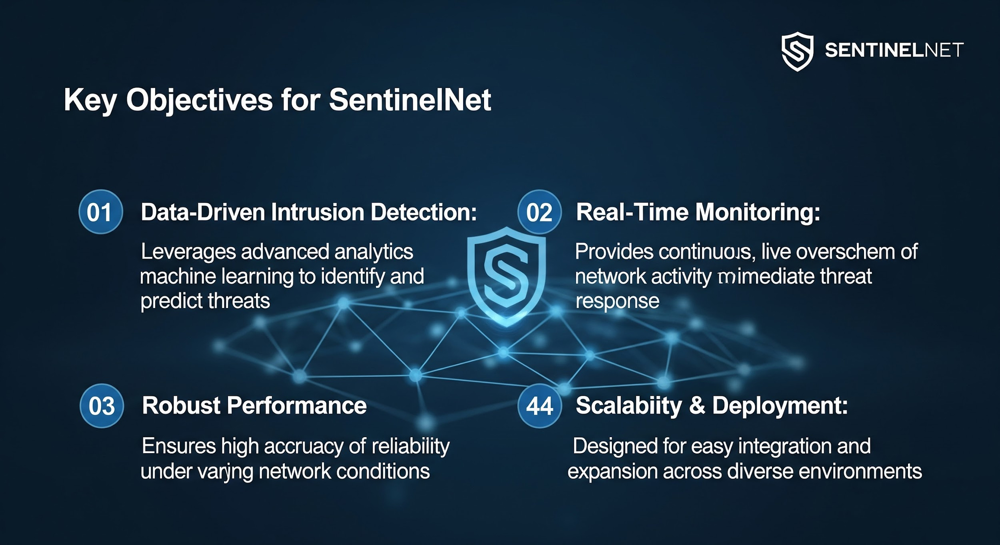 SENTINELNET
Key Objectives for SentinelNet
01 Data-Driven Intrusion Detection:
Leverages advanced analytics
machine learning to identify and
predict threats
02 Real-Time Monitoring:
Provides continuous, live overschem of
network activity mimediate threat
response
03 Robust Performance
Ensures high accruacy of reliability
under varjng network conditions
44 Scalabiity & Deployment:
Designed for easy integration and
expansion across diverse environments